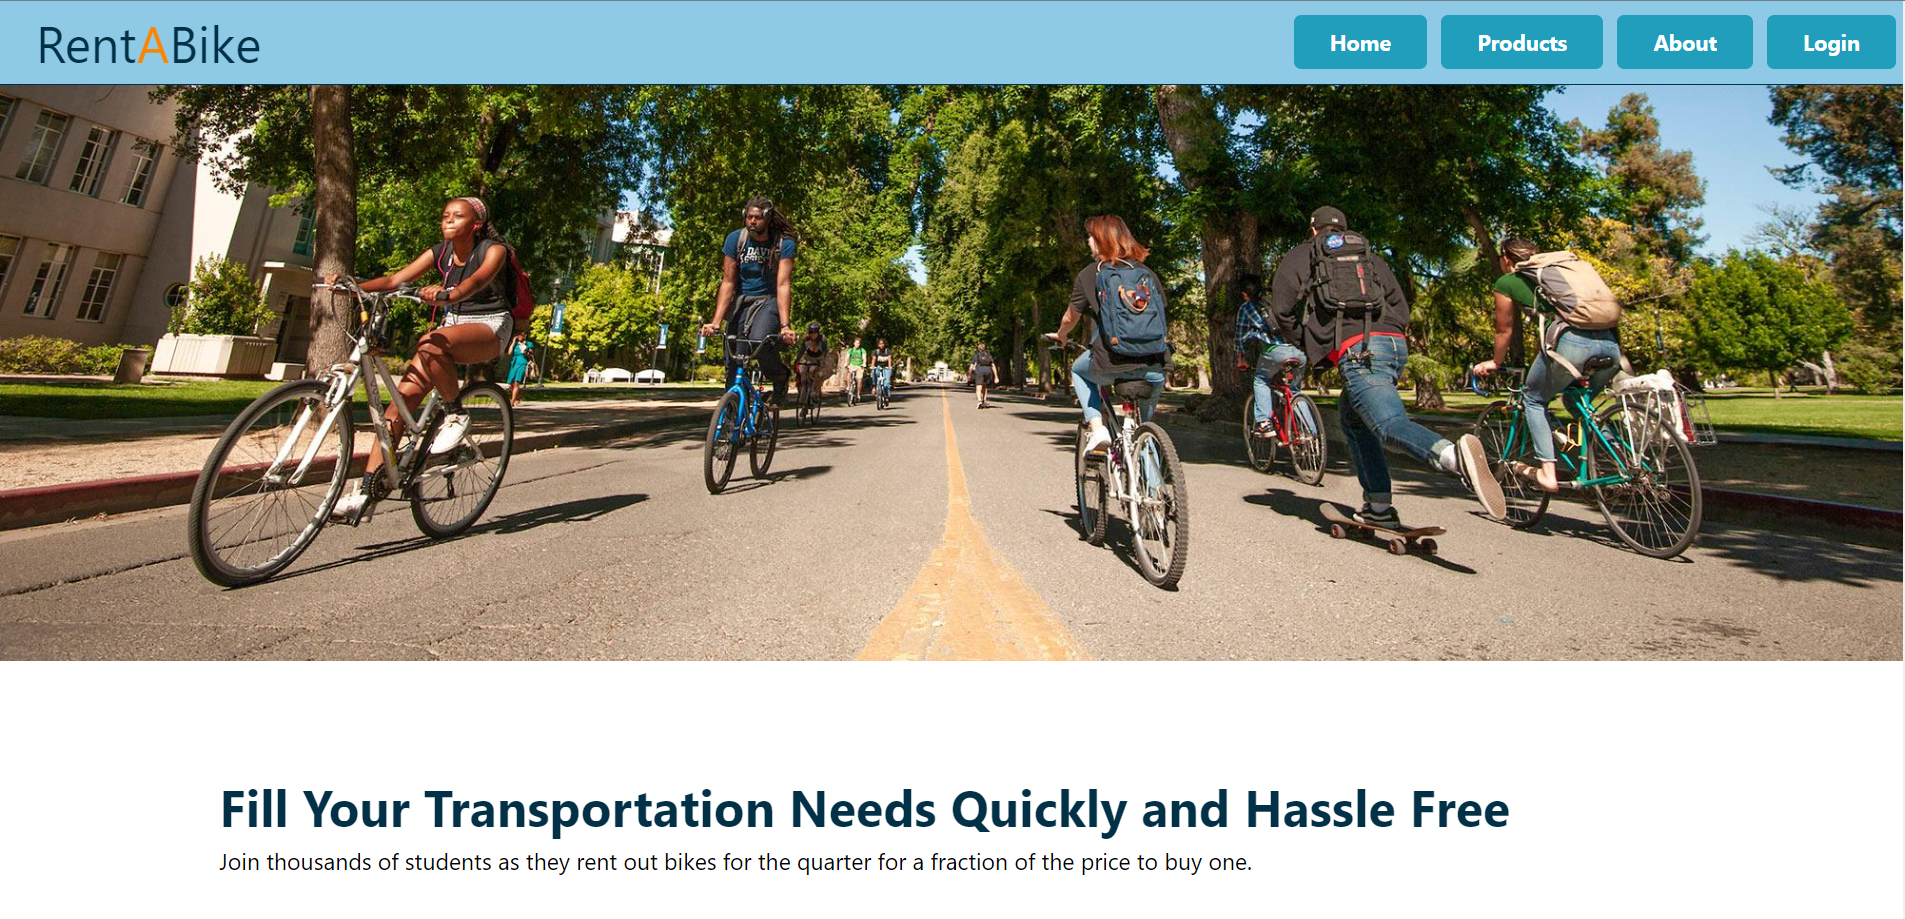 RentABike
Home
Products
About
Login
Fill Your Transportation Needs Quickly and Hassle Free
Join thousands of students as they rent out bikes for the quarter for a fraction of the price to buy one.